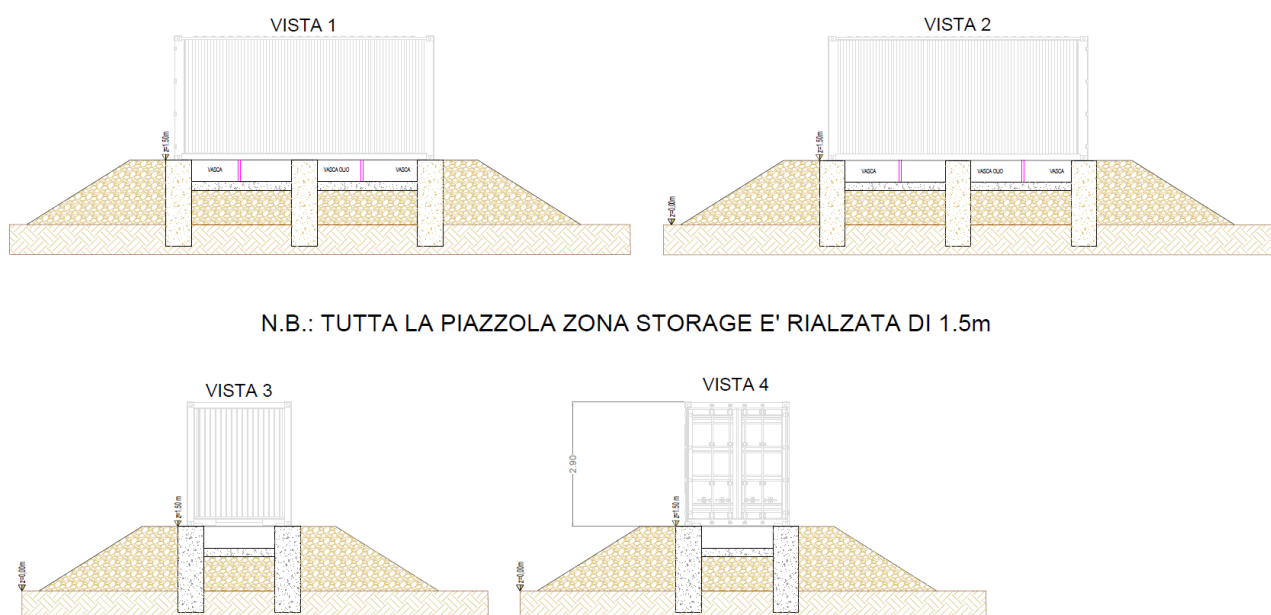 VISTA 1
VISTA 2
z=1,50m
VASCA
VASCA OLIO
VASCA
z=1,50m
VASCA
VASCA OLIO
VASCA
z=0,00m
N.B.: TUTTA LA PIAZZOLA ZONA STORAGE E' RIALZATA DI 1.5m
VISTA 3
VISTA 4
2.90
z=1.50 m
z=1.50 m
z=0,00m
z=0,00m